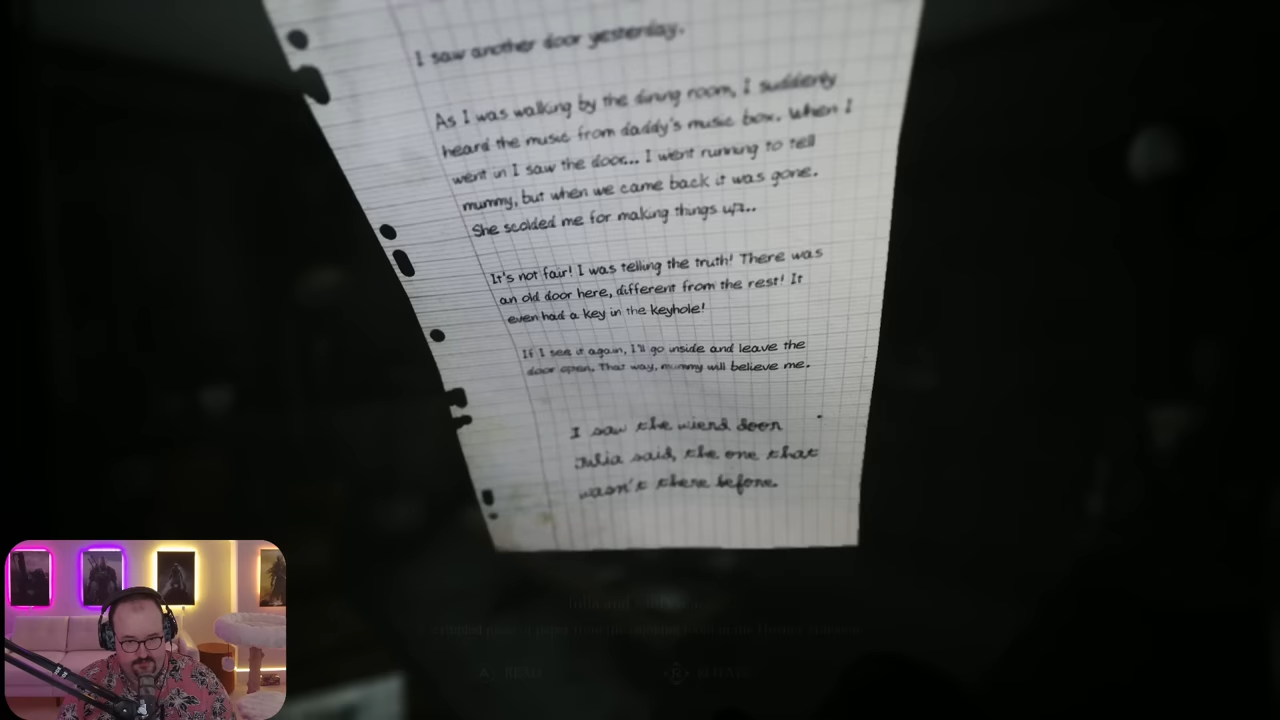 I saw another door yesterday.
As I was walking by the dining room, I suddenly
heard the music from daddy's music box. When I
went in I saw the door... I went running to tell
mummy, but when we came back it was gone.
She scolded me for making things up...
It's not fair! I was telling the truth! There was
an old door here, different from the rest! It
even had a key in the keyhole!
If I see it again, I'll go inside and leave the
door open. That way, mummy will believe me.
I saw the wierd door
Julia said, the one that
wasn't there before.
READ